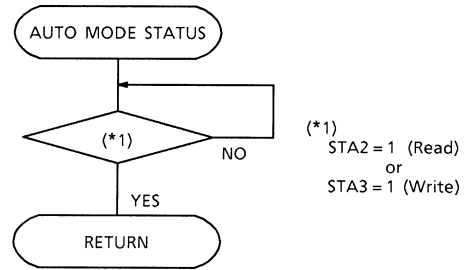 AUTO MODE STATUS
(*1)
NO
YES
RETURN
(*1)
STA2 = 1 (Read)
or
STA3 = 1 (Write)